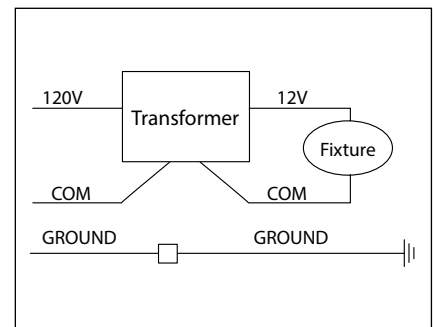 120V
12V
Transformer
Fixture
COM
COM
GROUND
GROUND